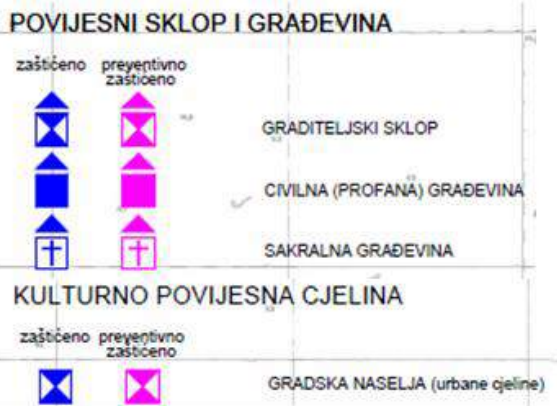 POVIJESNI SKLOP I GRAĐEVINA
zaštićeno preventivno
zaštićeno
GRADITELJSKI SKLOP
CIVILNA (PROFANA) GRAĐEVINA
SAKRALNA GRAĐEVINA
KULTURNO POVIJESNA CJELINA
zaštićeno preventivno
zaštićeno
GRADSKA NASELJA (urbane cjeline)